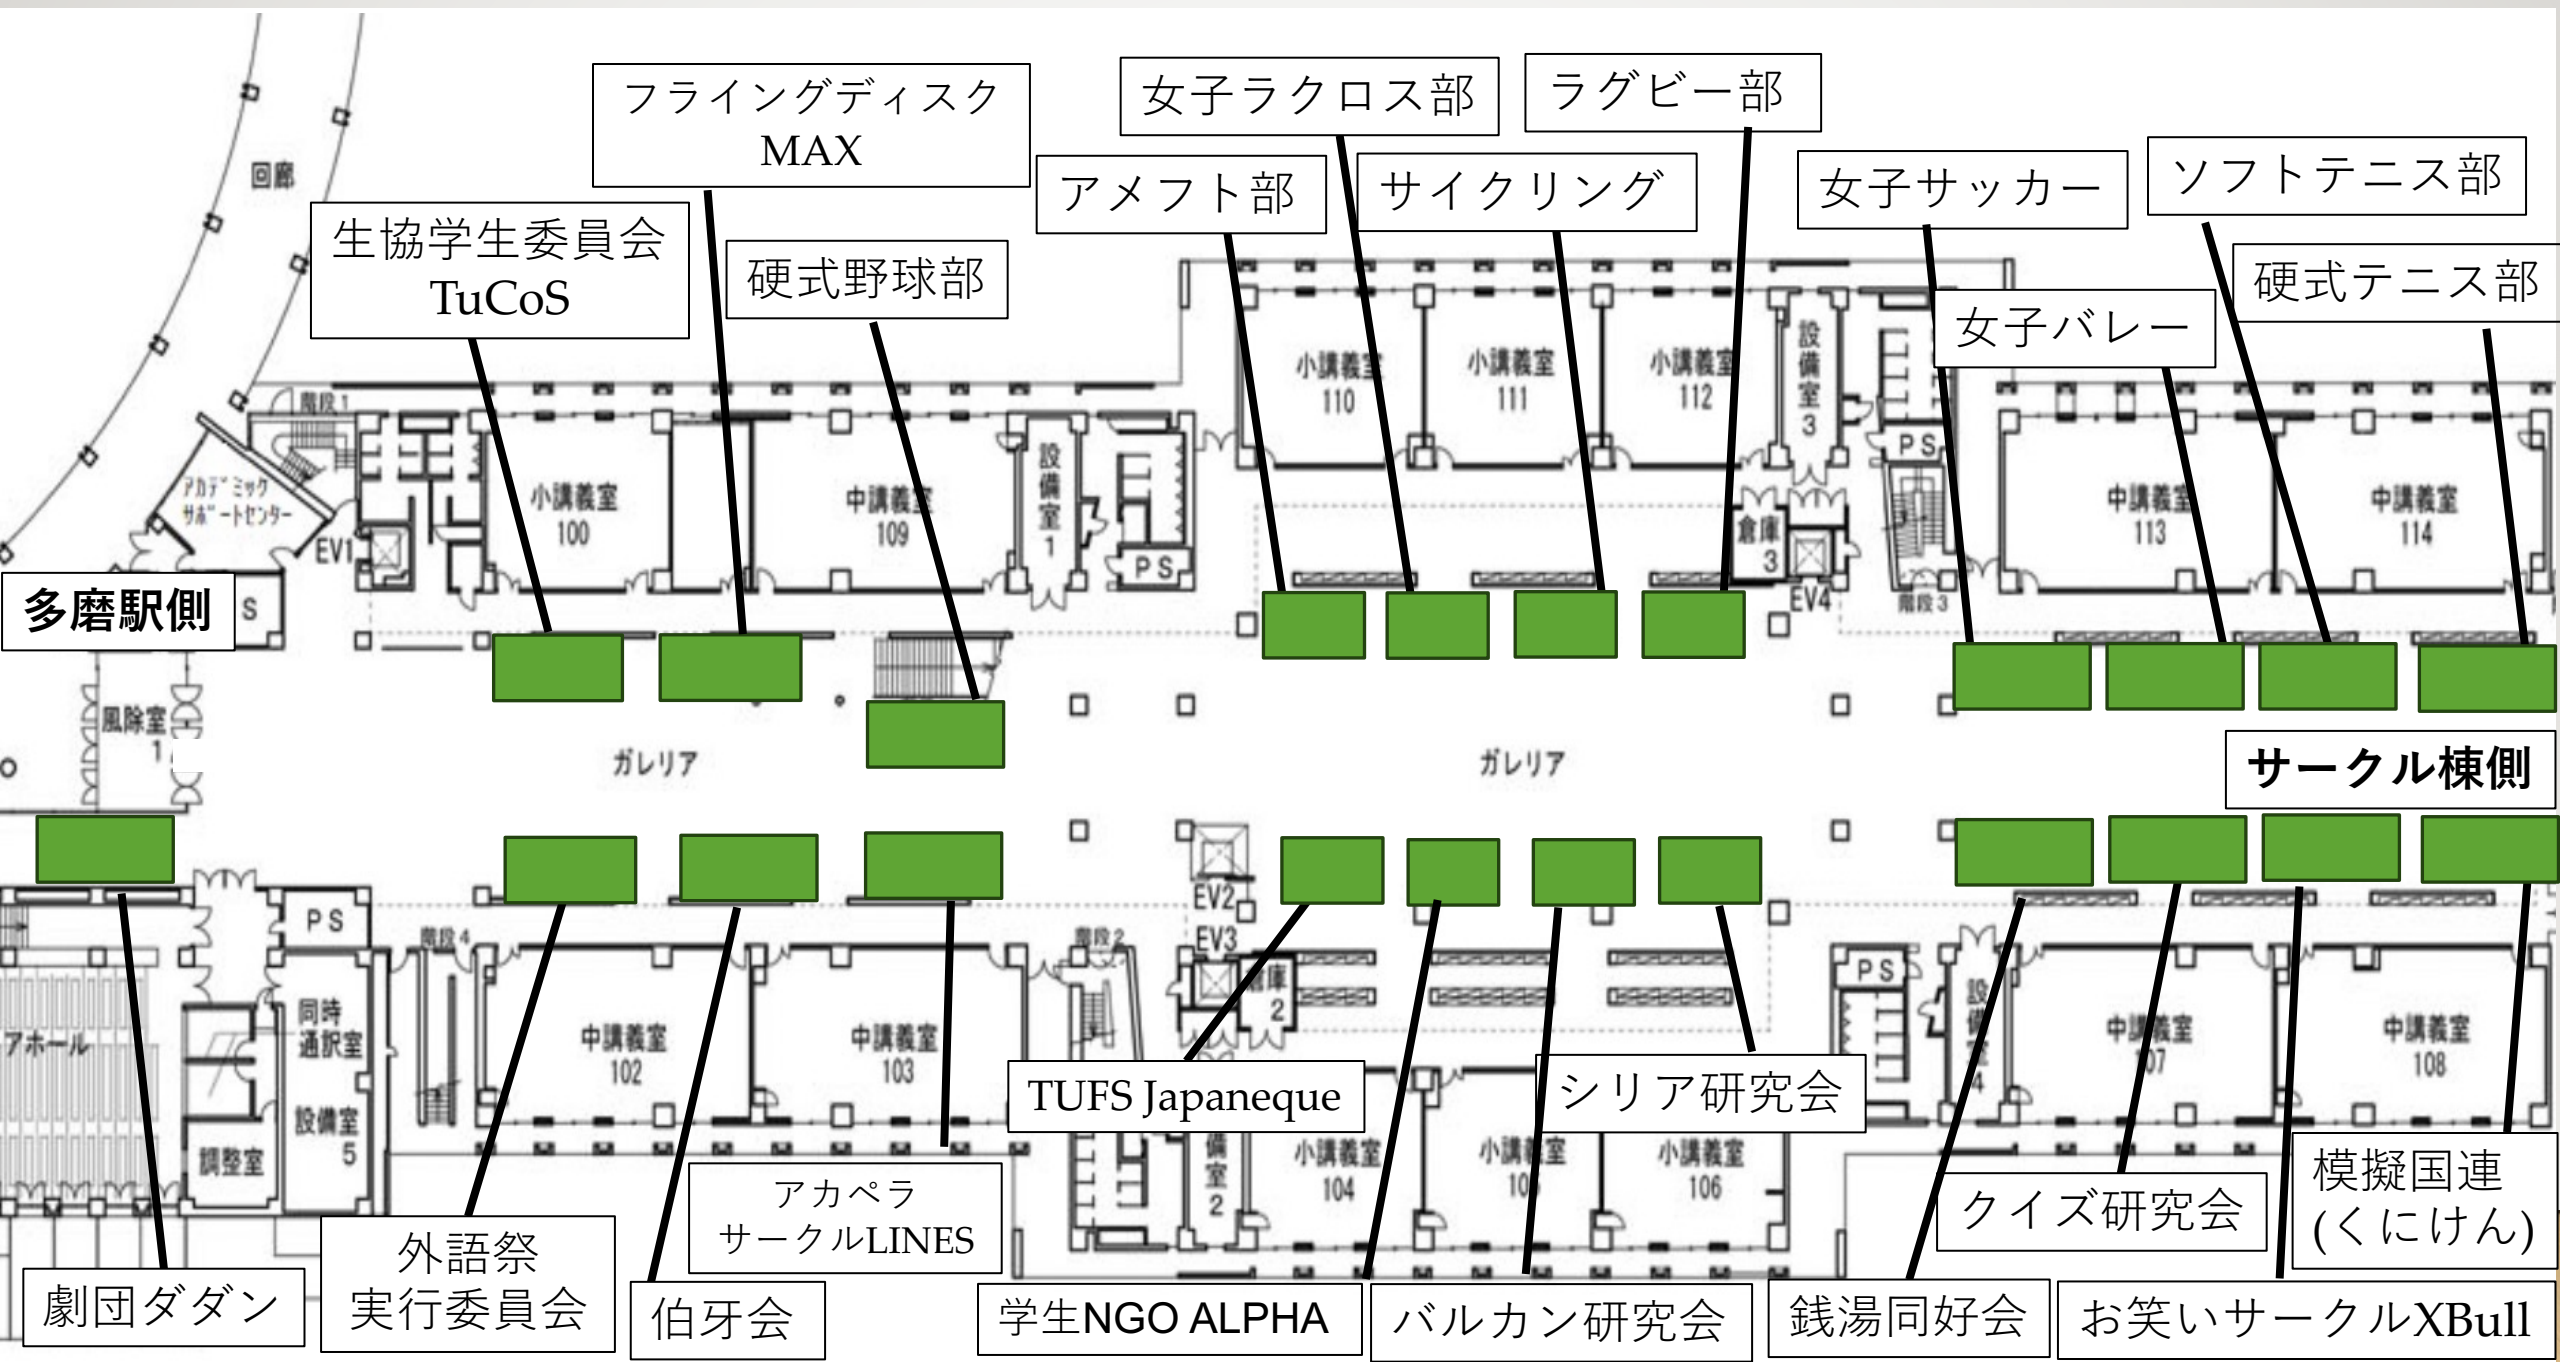 フライングディスク
MAX
女子ラクロス部
ラグビー部
アメフト部
サイクリング
女子サッカー
ソフトテニス部
生協学生委員会
TuCoS
硬式野球部
女子バレー
硬式テニス部
回廊
階段1
アカデミック
サポートセンター
EV1
小講義室
100
中講義室
109
設備室1
PS
小講義室
110
小講義室
111
小講義室
112
設備室3
倉庫
3
EV4
PS
階段3
中講義室
113
中講義室
114
多磨駅側
S
風除室
1
ガレリア
ガレリア
サークル棟側
PS
階段4
同時
通訳室
設備室
5
調整室
アホール
中講義室
102
中講義室
103
階段2
EV2
EV3
倉庫
2
備室2
小講義室
104
小講義室
小講義室
106
PS
設備
4
中講義室
07
中講義室
108
TUFS Japaneque
シリア研究会
アカペラ
サークルLINES
クイズ研究会
模擬国連
(くにけん)
劇団ダダン
外語祭
実行委員会
伯牙会
学生NGO ALPHA
バルカン研究会
銭湯同好会
お笑いサークルXBull